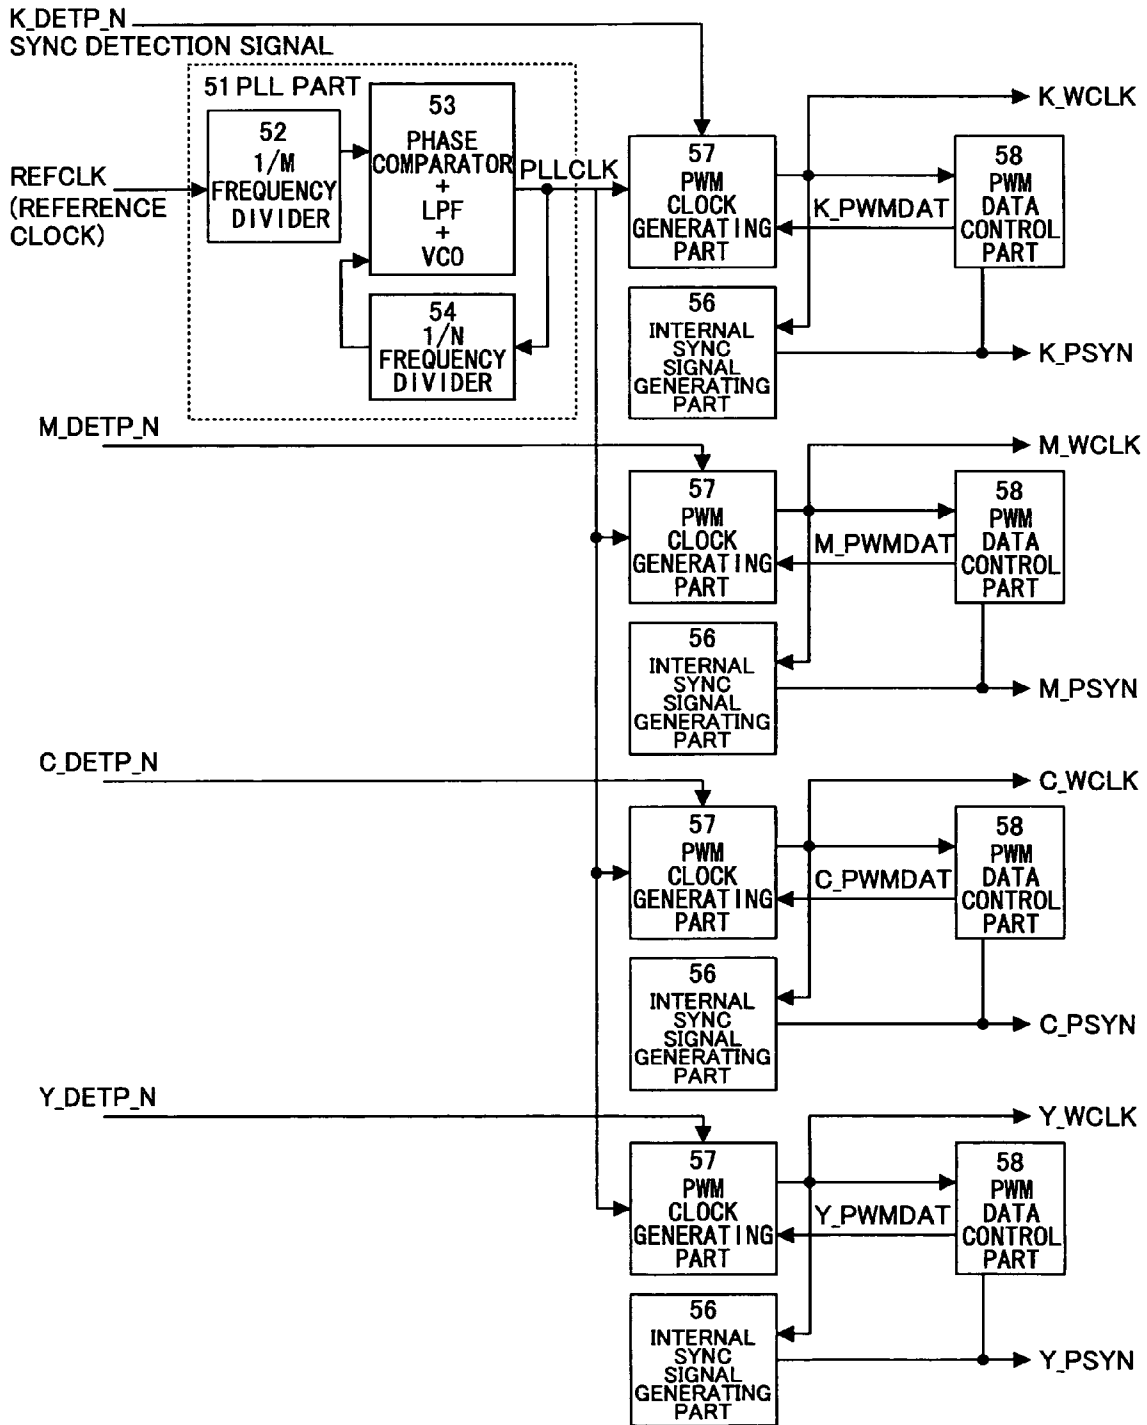 K_DETP_N
SYNC DETECTION SIGNAL
51 PLL PART
52
1/M
FREQUENCY
DIVIDER
53
PHASE
COMPARATOR
+
LPF
+
VCO
54
1/N
FREQUENCY
DIVIDER
REFCLK
(REFERENCE
CLOCK)
PLLCLK
57
PWM
CLOCK
GENERATING
PART
K_WCLK
58
PWM
DATA
CONTROL
PART
K_PWMDAT
56
INTERNAL
SYNC
SIGNAL
GENERATING
PART
K_PSYN
M_DETP_N
57
PWM
CLOCK
GENERATING
PART
M_WCLK
58
PWM
DATA
CONTROL
PART
M_PWMDAT
56
INTERNAL
SYNC
SIGNAL
GENERATING
PART
M_PSYN
C_DETP_N
57
PWM
CLOCK
GENERATING
PART
C_WCLK
58
PWM
DATA
CONTROL
PART
C_PWMDAT
56
INTERNAL
SYNC
SIGNAL
GENERATING
PART
C_PSYN
Y_DETP_N
57
PWM
CLOCK
GENERATING
PART
Y_WCLK
58
PWM
DATA
CONTROL
PART
Y_PWMDAT
56
INTERNAL
SYNC
SIGNAL
GENERATING
PART
Y_PSYN